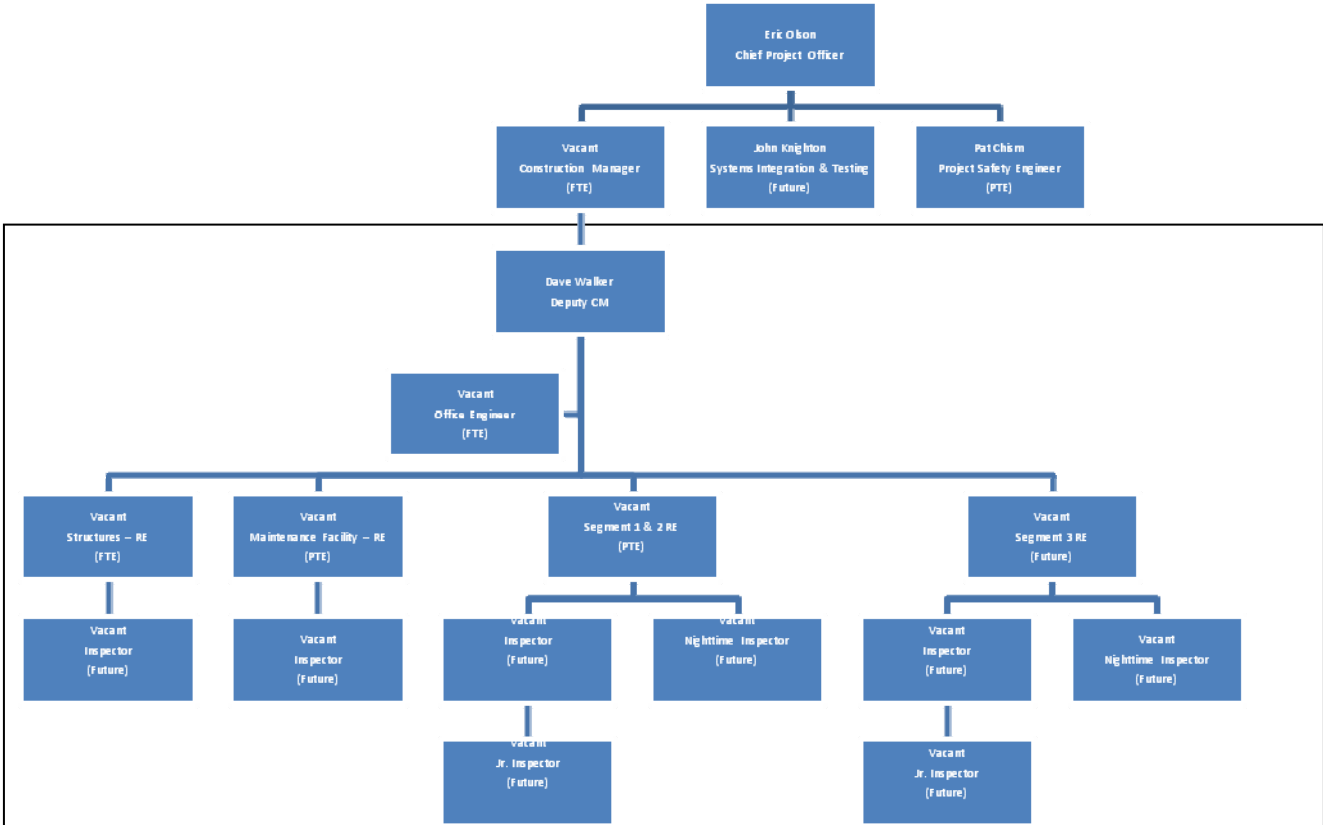 Eric Olson
Chief Project Officer
Vacant
Construction Manager
(FTE)
John Knighton
Systems Integration & Testing
(Future)
Pat Chism
Project Safety Engineer
(PTE)
Dave Walker
Deputy CM
Vacant
Office Engineer
(FTE)
Vacant
Structures – RE
(FTE)
Vacant
Maintenance Facility – RE
(PTE)
Vacant
Segment 1 & 2 RE
(PTE)
Vacant
Segment 3 RE
(Future)
Vacant
Inspector
(Future)
Vacant
Inspector
(Future)
Vacant
Inspector
(Future)
Vacant
Nighttime Inspector
(Future)
Vacant
Inspector
(Future)
Vacant
Nighttime Inspector
(Future)
Vacant
Jr. Inspector
(Future)
Vacant
Jr. Inspector
(Future)